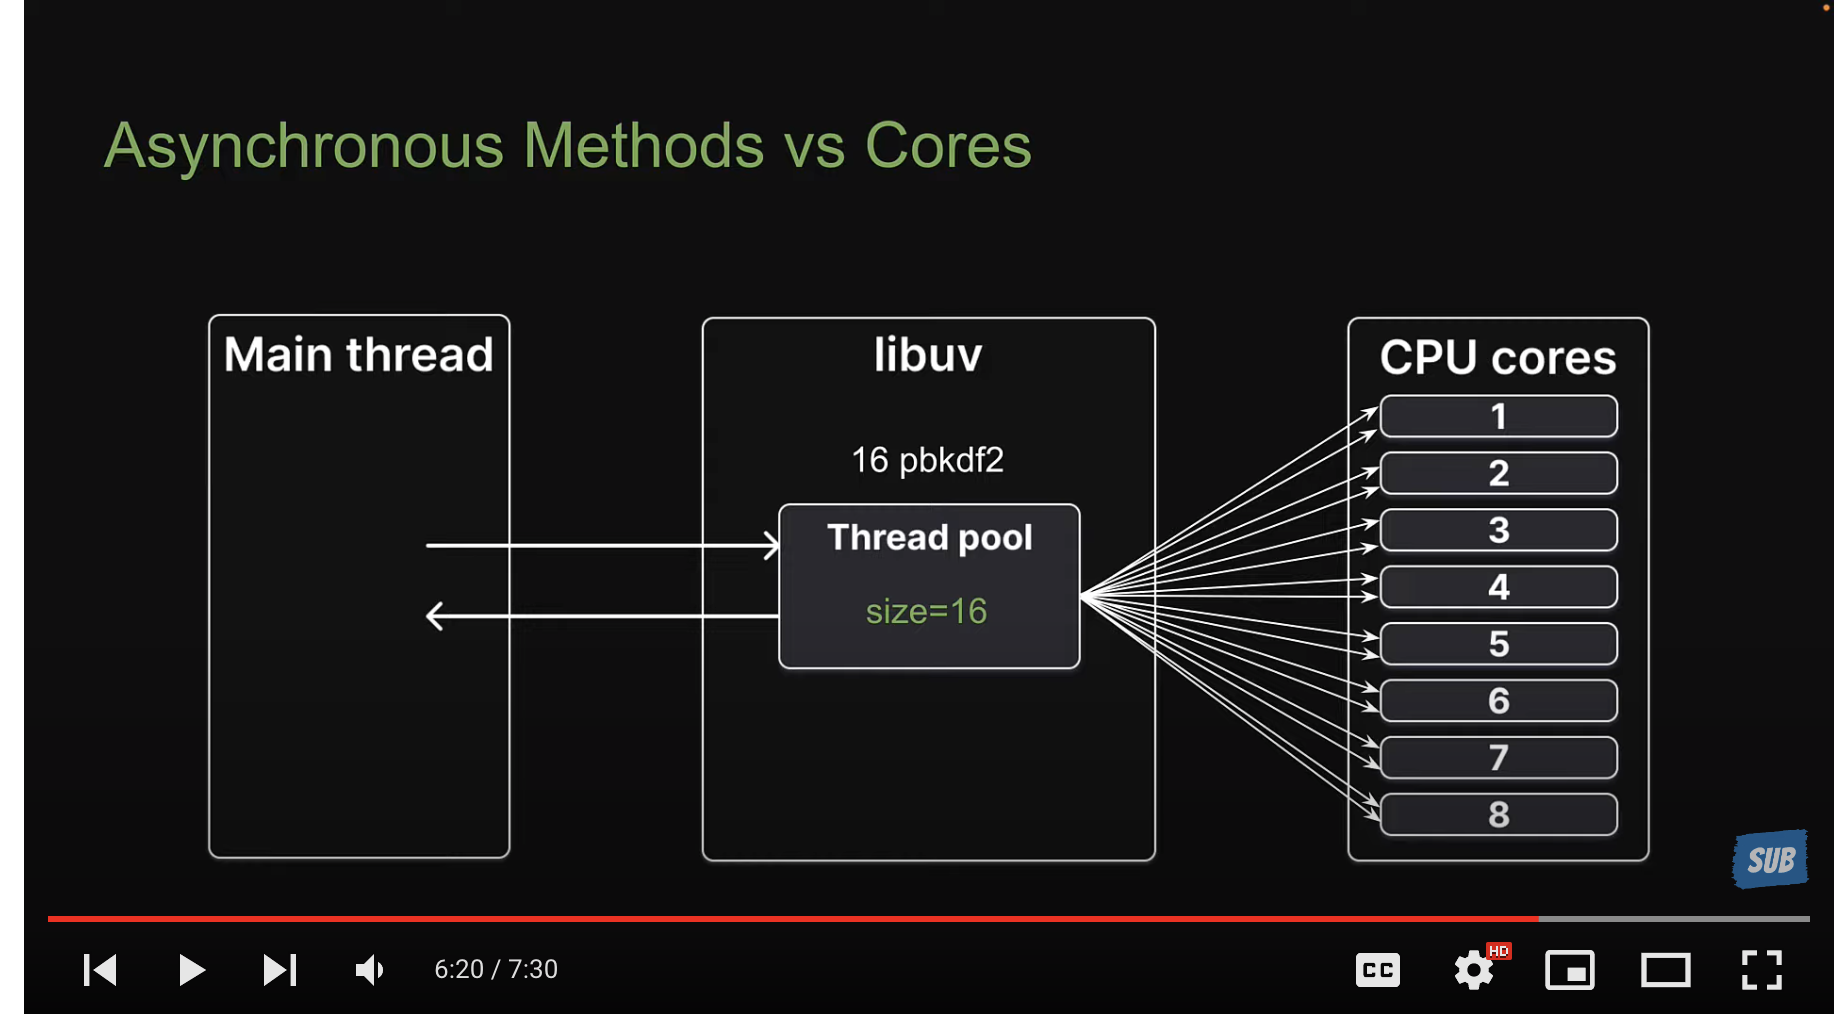 Asynchronous Methods vs Cores
Main thread
libuv
16 pbkdf2
Thread pool
size=16
CPU cores
1
2
3
4
5
6
7
8
SUB
6:20 / 7:30
CC
HD